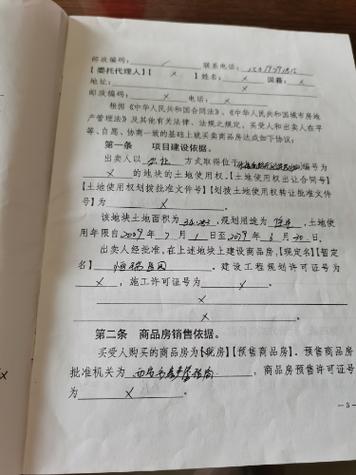 邮政编码：／ 联系电话：
【委托代理人】【 × 】姓名：× 国籍：×
地址：×
邮政编码：× 电话：×
根据《中华人民共和国合同法》、《中华人民共和国城市房地
产管理法》及其他有关法律、法规之规定，买受人和出卖人在平
等、自愿、协商一致的基础上就买卖商品房达成如下协议：
第一条 项目建设依据。
出卖人以 出让 方式取得位于 编号为
× 的地块的土地使用权。【土地使用权出让合同号】
【土地使用权划拨批准文件号】【划拨土地使用权转让批准文件
号】为 × 。
该地块土地面积为 ，规划用途为 住宅 ，土地使
用年限自 2009 年 7 月 1 日至 2079 年 6 月 30 日。
出卖人经批准，在上述地块上建设商品房，【现定名】【暂定
名】 。建设工程规划许可证号为
× ，施工许可证号为 × 。
×
× 。
第二条 商品房销售依据。
买受人购买的商品房为【现房】【预售商品房】。预售商品房
批准机关为 ，商品房预售许可证号
为 × 。
— 3 —